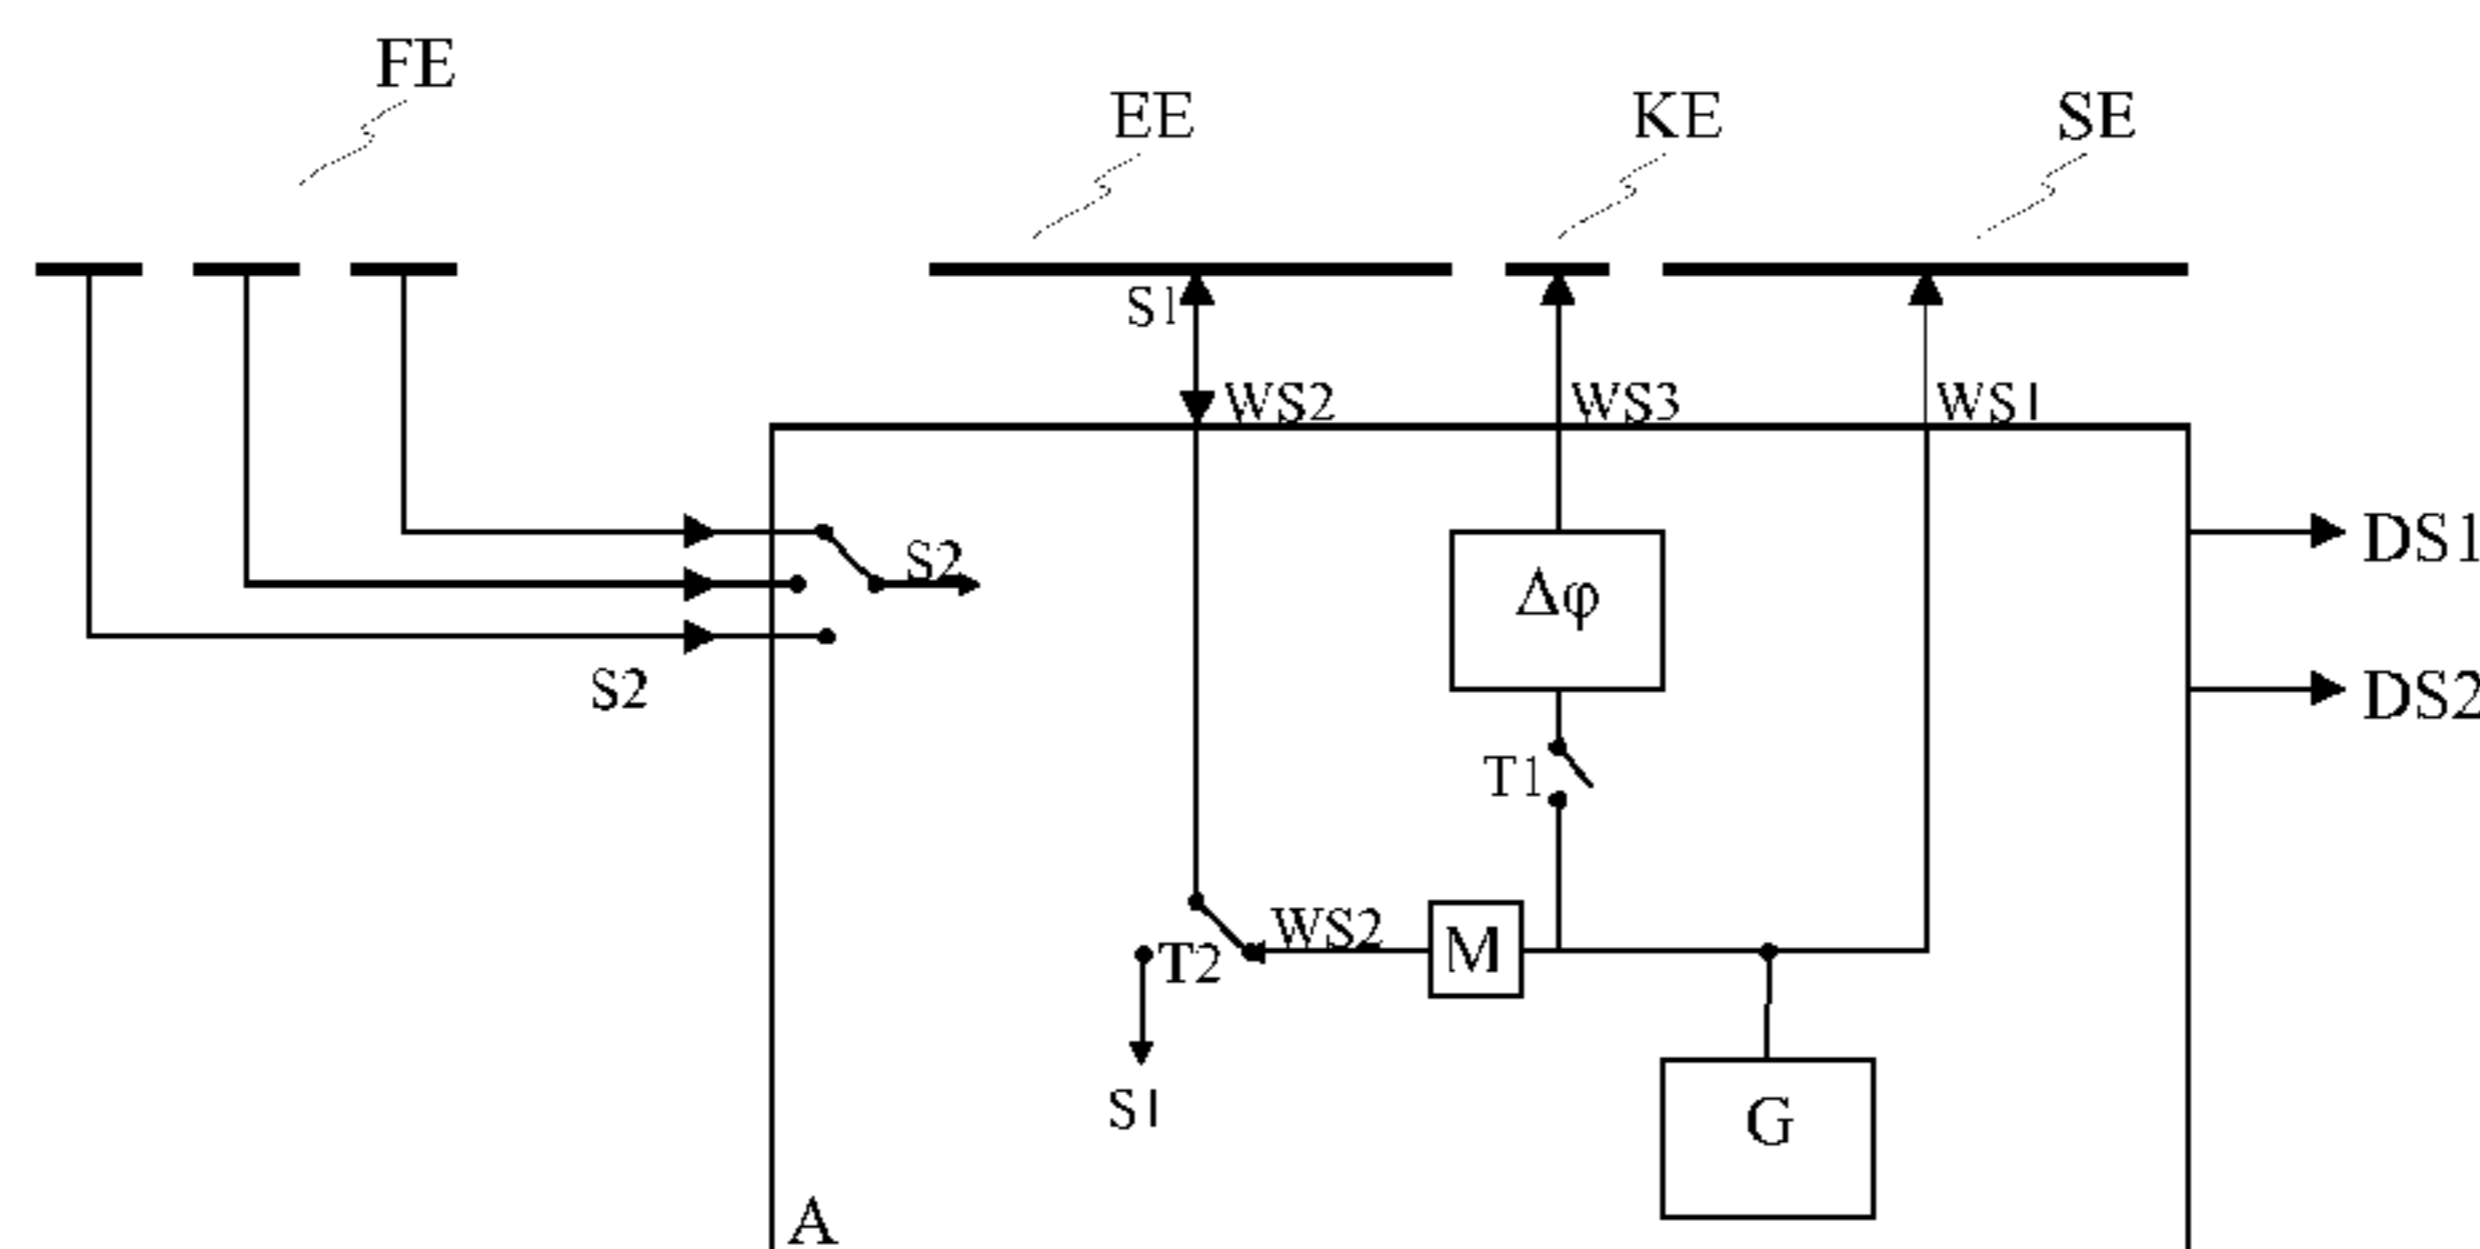 FE
EE KE SE
S1
WS2 WS3 WS1
S2 DS1
Δφ
S2 DS2
T1
WS2 M
T2
S1 G
A